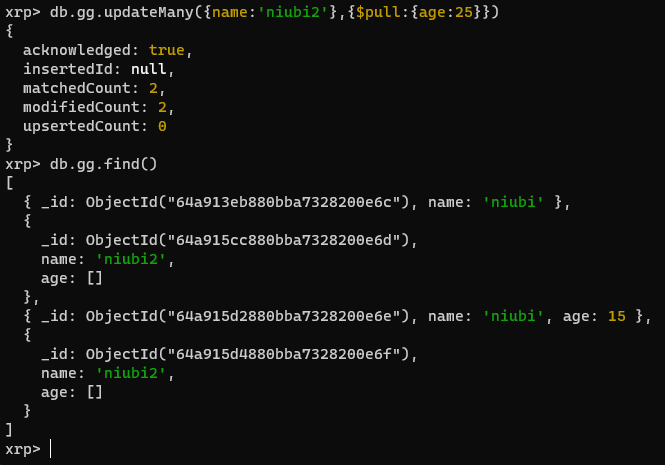 xrp> db.gg.updateMany({name:'niubi2'},{$pull:{age:25}})
{
  acknowledged: true,
  insertedId: null,
  matchedCount: 2,
  modifiedCount: 2,
  upsertedCount: 0
}
xrp> db.gg.find()
[
  { _id: ObjectId("64a913eb880bba7328200e6c"), name: 'niubi' },
  {
    _id: ObjectId("64a915cc880bba7328200e6d"),
    name: 'niubi2',
    age: []
  },
  { _id: ObjectId("64a915d2880bba7328200e6e"), name: 'niubi', age: 15 },
  {
    _id: ObjectId("64a915d4880bba7328200e6f"),
    name: 'niubi2',
    age: []
  }
]
xrp>